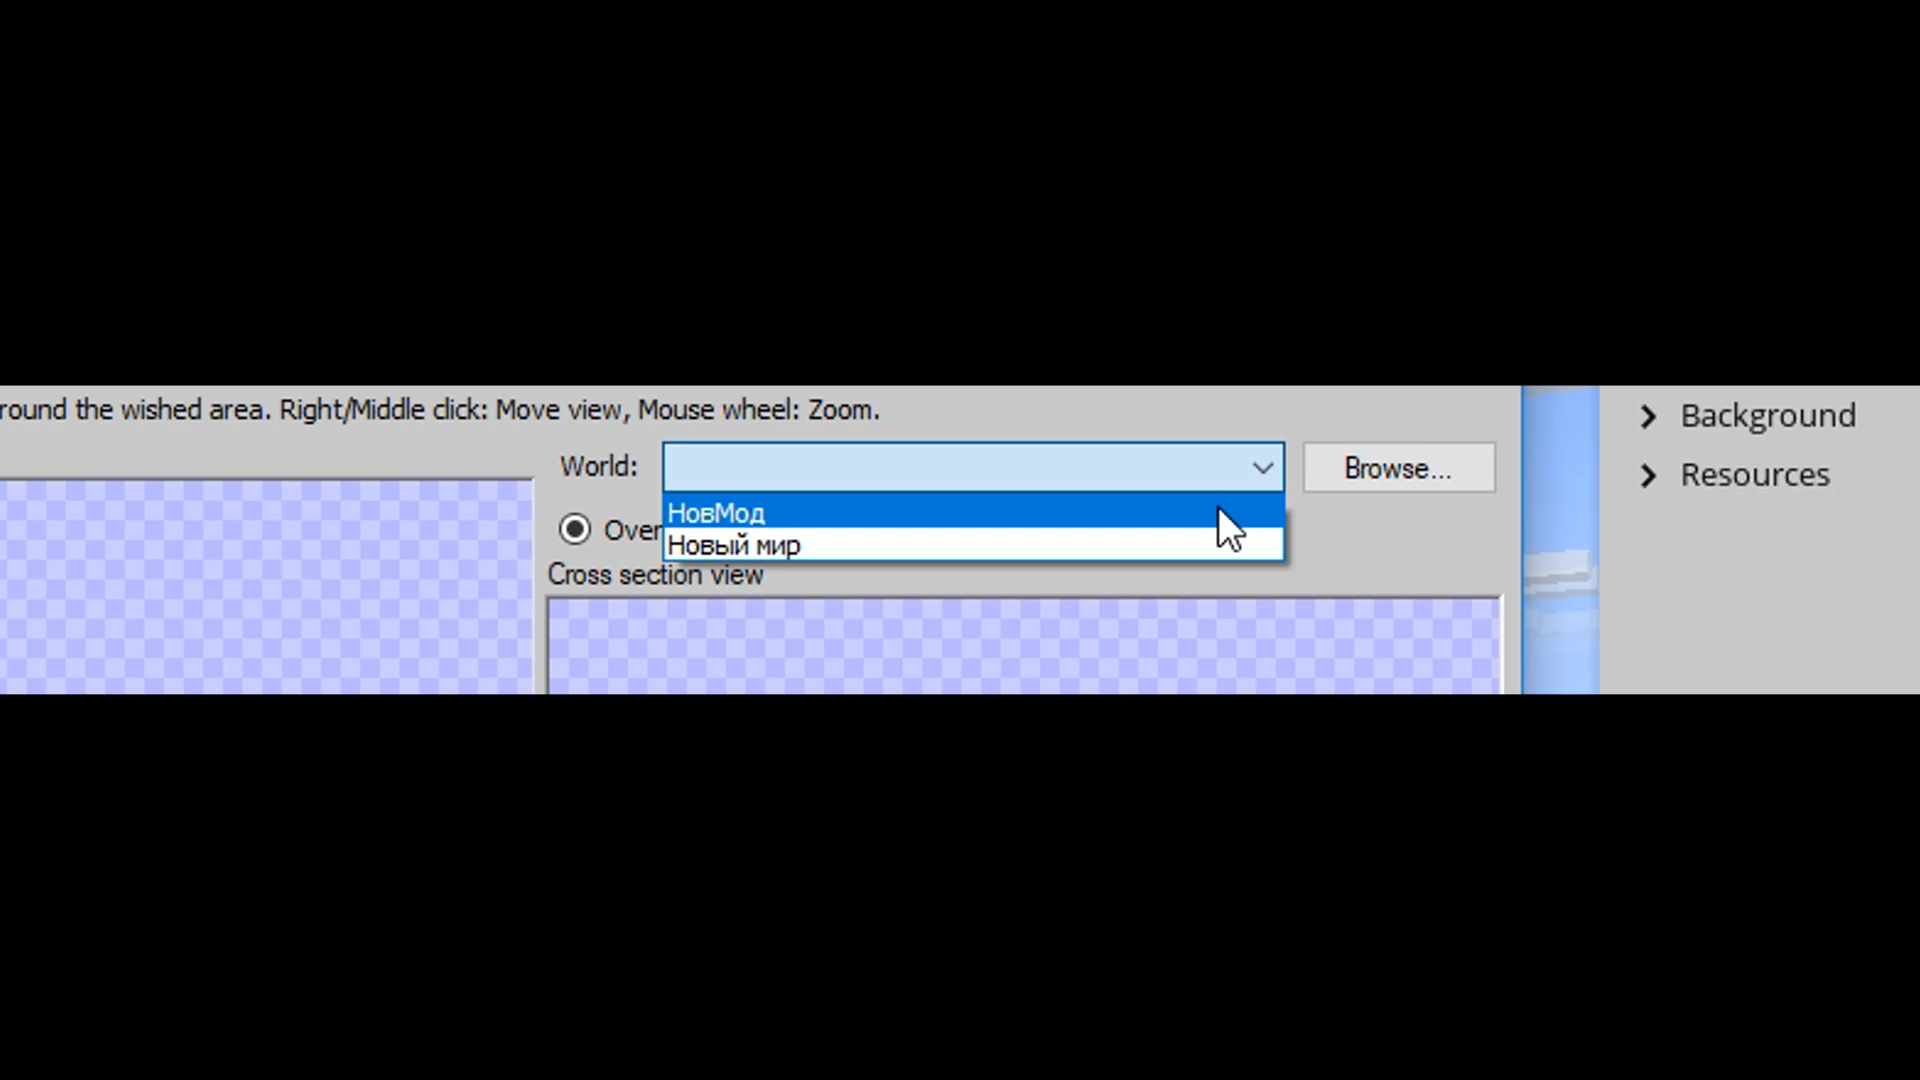 round the wished area. Right/Middle click: Move view, Mouse wheel: Zoom.
World:
Browse...
НовМод
Новый мир
Over
Cross section view
Background
Resources